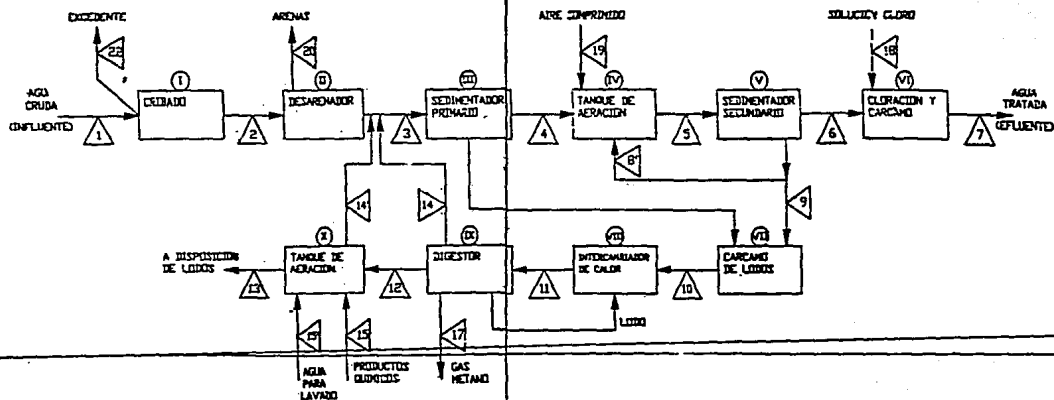 EXCEDENTE
ARENAS
AIRE COMPRIMIDO
SOLUCION CLORO
22
20
19
18
I
II
III
IV
V
VI
AGUA
CRUDA
(INFLUENTE)
1
CRIBADO
2
DESARENADOR
3
SEDIMENTADOR
PRIMARIO
4
TANQUE DE
AERACION
5
SEDIMENTADOR
SECUNDARIO
6
CLORACION Y
CARCAMO
7
AGUA
TRATADA
(EFLUENTE)
8
9
14
14
X
IX
VIII
VII
A DISPOSICION
DE LODOS
13
TANQUE DE
AERACION
12
DIGESTOR
11
INTERCAMBIADOR
DE CALOR
10
CARCAMO
DE LODOS
LODO
15
17
AGUA
PARA
LAVADO
PRODUCTOS
QUIMICOS
GAS
METANO